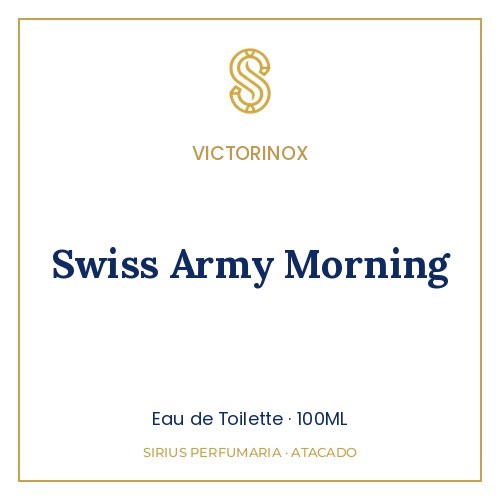 VICTORINOX
Swiss Army Morning
Eau de Toilette · 100ML
SIRIUS PERFUMARIA · ATACADO